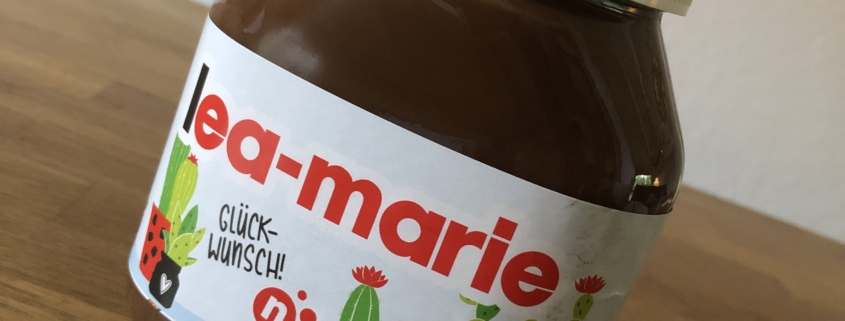 lea-marie
GLÜCK-
WUNSCH!
n